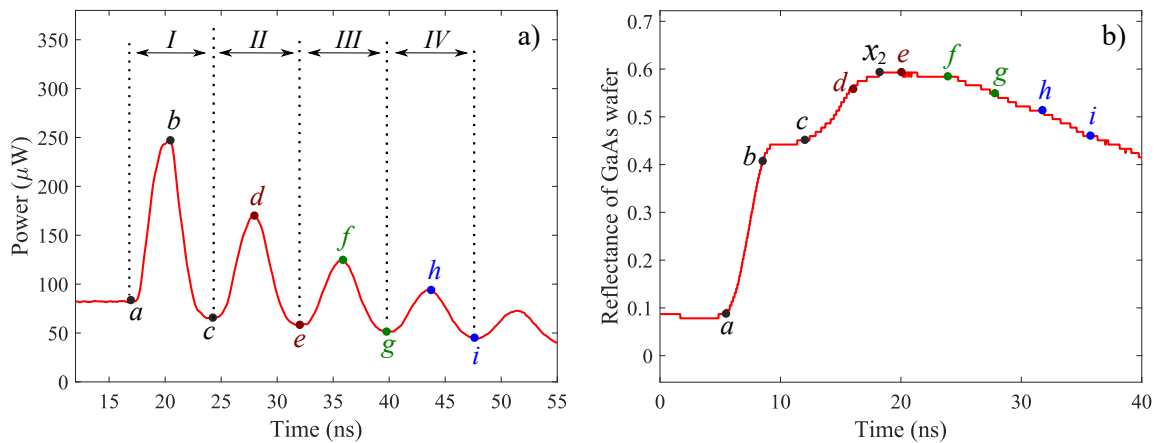 a)
I II III IV
350
300
250
200
150
100
50
0
Power (μW)
a b c d e f g h i
15 20 25 30 35 40 45 50 55
Time (ns)
b)
0.7
0.6
0.5
0.4
0.3
0.2
0.1
0
Reflectance of GaAs wafer
a b c d x2 e f g h i
0 10 20 30 40
Time (ns)